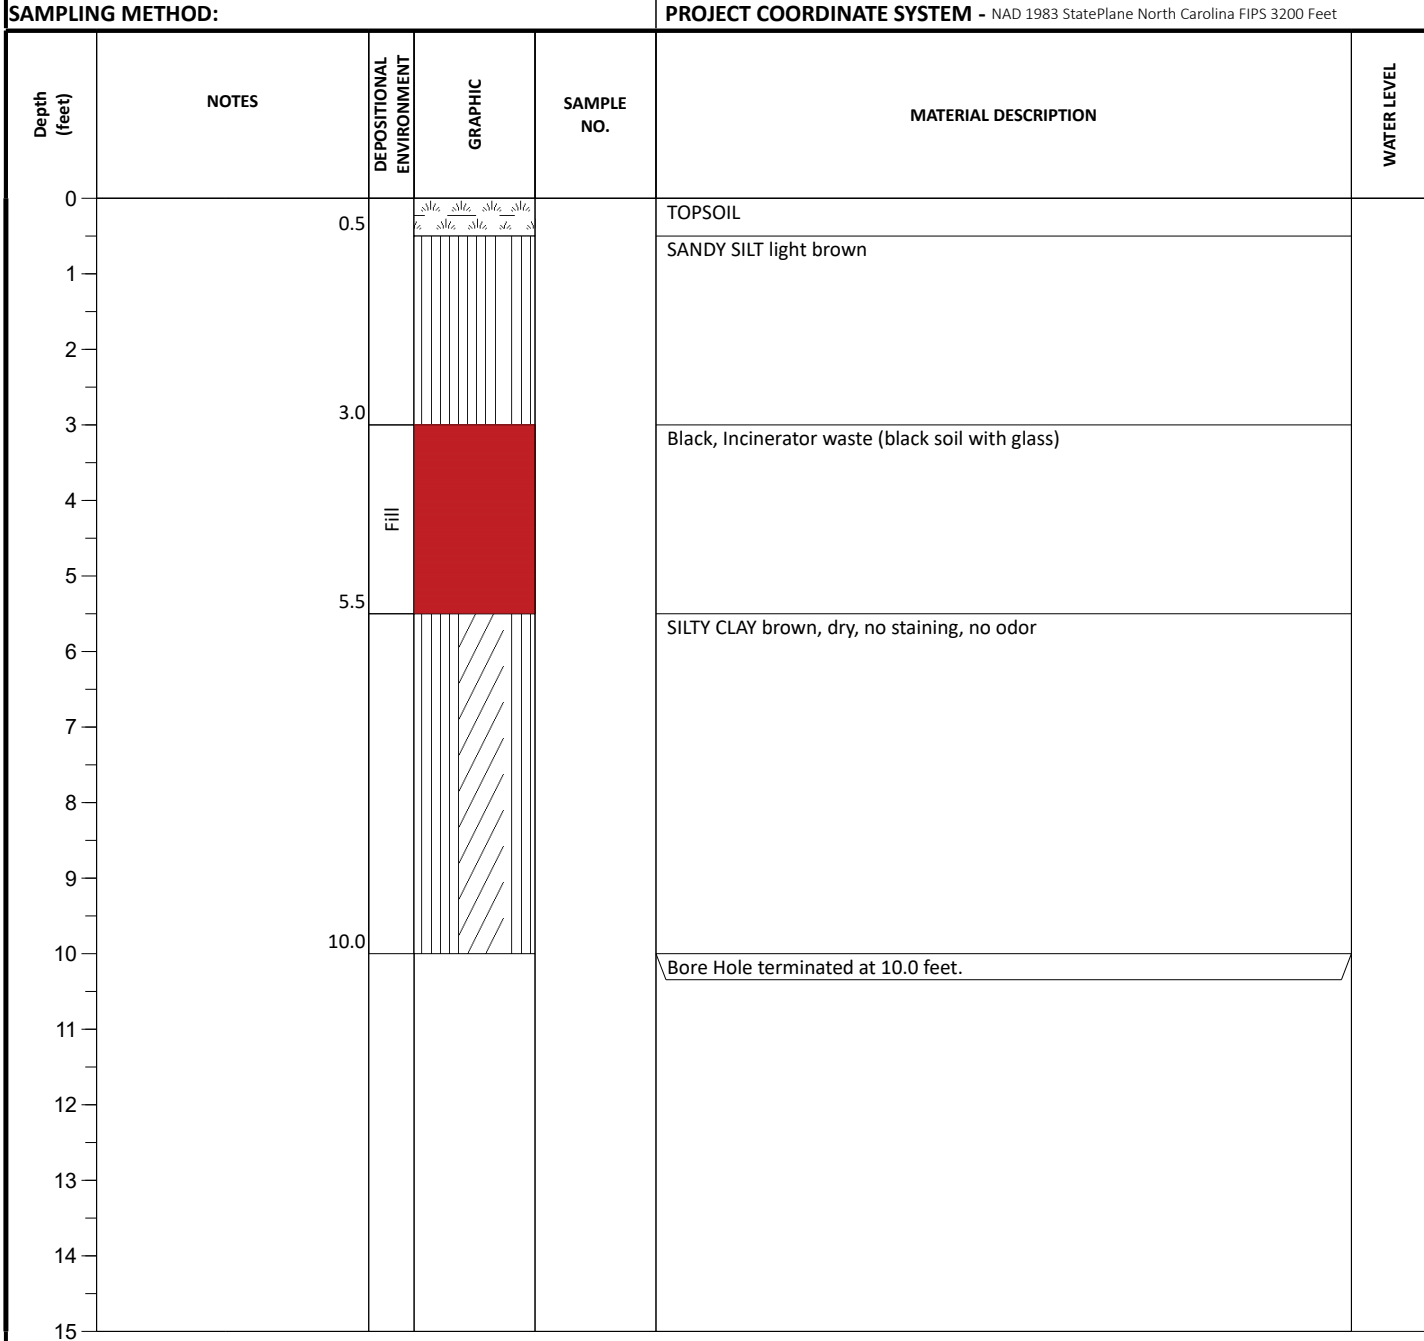 SAMPLING METHOD:
PROJECT COORDINATE SYSTEM - NAD 1983 StatePlane North Carolina FIPS 3200 Feet
Depth
(feet)
NOTES
DEPOSITIONAL
ENVIRONMENT
GRAPHIC
SAMPLE
NO.
MATERIAL DESCRIPTION
WATER LEVEL
0
0.5
TOPSOIL
SANDY SILT light brown
1
2
3.0
3
Black, Incinerator waste (black soil with glass)
4
Fill
5
5.5
SILTY CLAY brown, dry, no staining, no odor
6
7
8
9
10.0
10
Bore Hole terminated at 10.0 feet.
11
12
13
14
15